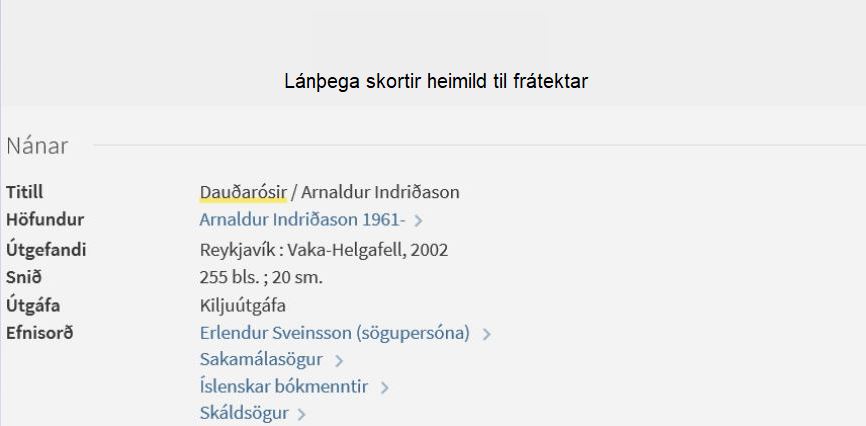 Lánþega skortir heimild til frátektar
Nánar
Titill Dauðarósir / Arnaldur Indriðason
Höfundur Arnaldur Indriðason 1961-
Útgefandi Reykjavík : Vaka-Helgafell, 2002
Snið 255 bls. ; 20 sm.
Útgáfa Kiljuútgáfa
Efnisorð Erlendur Sveinsson (sögupersóna)
Sakamálasögur
Íslenskar bókmenntir
Skáldsögur